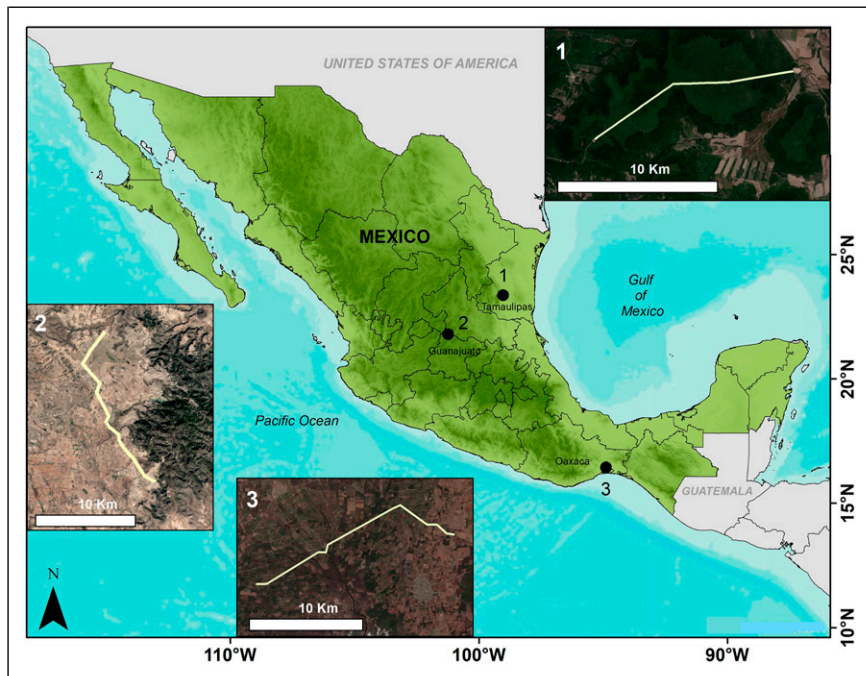 UNITED STATES OF AMERICA
1
10 Km
MEXICO
1
Tamaulipas
Gulf
of
Mexico
25°N
2
2
Guanajuato
20°N
Pacific Ocean
10 Km
Oaxaca
3
GUATEMALA
15°N
3
10 Km
N
10°N
110°W
100°W
90°W